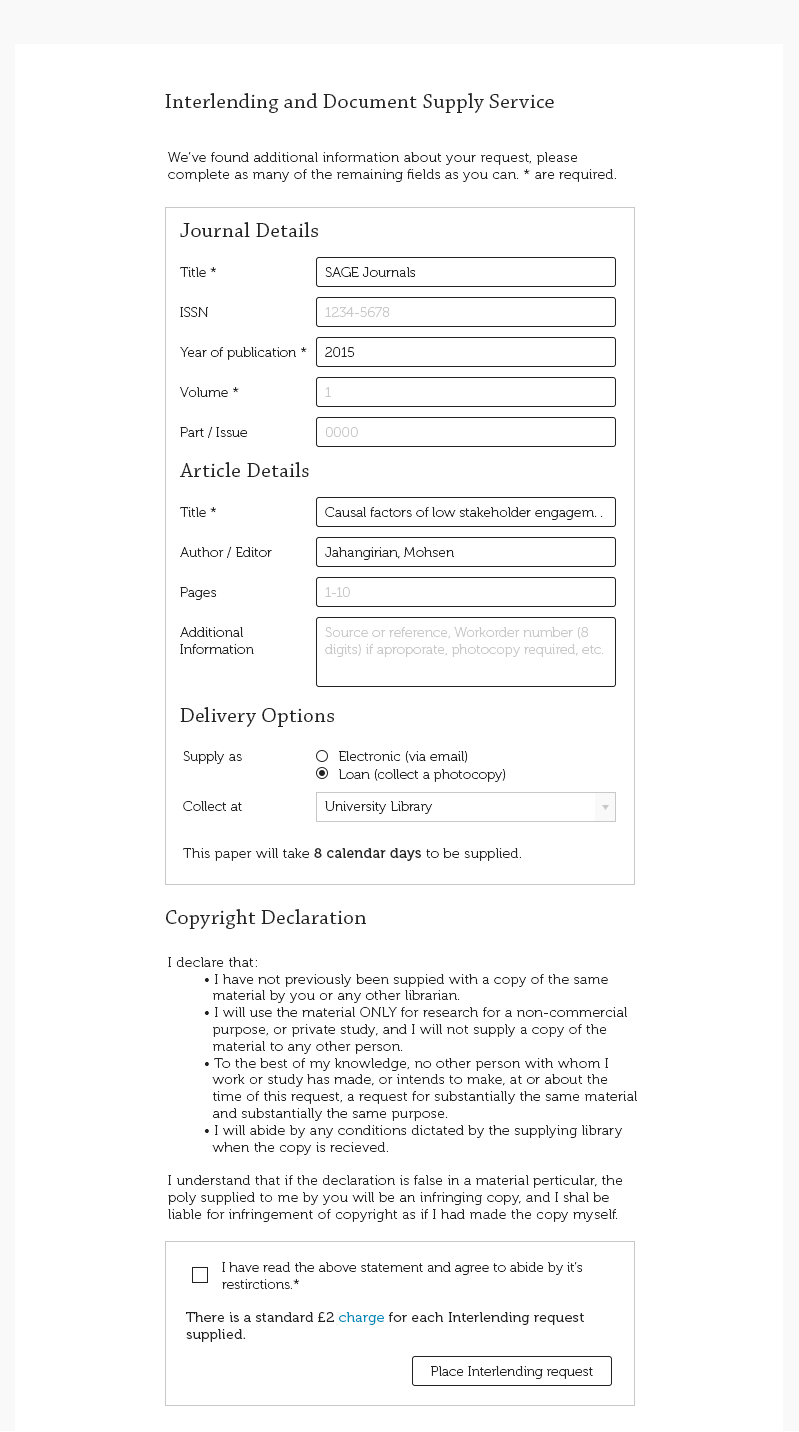 Interlending and Document Supply Service
We've found additional information about your request, please
complete as many of the remaining fields as you can. * are required.
Journal Details
Title * SAGE Journals
ISSN 1234-5678
Year of publication * 2015
Volume * 1
Part / Issue 0000
Article Details
Title * Causal factors of low stakeholder engagem. .
Author / Editor Jahangirian, Mohsen
Pages 1-10
Additional Source or reference, Workorder number (8
Information digits) if aproporate, photocopy required, etc.
Delivery Options
Supply as Electronic (via email)
Loan (collect a photocopy)
Collect at University Library
This paper will take 8 calendar days to be supplied.
Copyright Declaration
I declare that:
• I have not previously been suppied with a copy of the same
material by you or any other librarian.
• I will use the material ONLY for research for a non-commercial
purpose, or private study, and I will not supply a copy of the
material to any other person.
• To the best of my knowledge, no other person with whom I
work or study has made, or intends to make, at or about the
time of this request, a request for substantially the same material
and substantially the same purpose.
• I will abide by any conditions dictated by the supplying library
when the copy is recieved.
I understand that if the declaration is false in a material perticular, the
poly supplied to me by you will be an infringing copy, and I shal be
liable for infringement of copyright as if I had made the copy myself.
I have read the above statement and agree to abide by it's
restirctions.*
There is a standard £2 charge for each Interlending request
supplied.
Place Interlending request